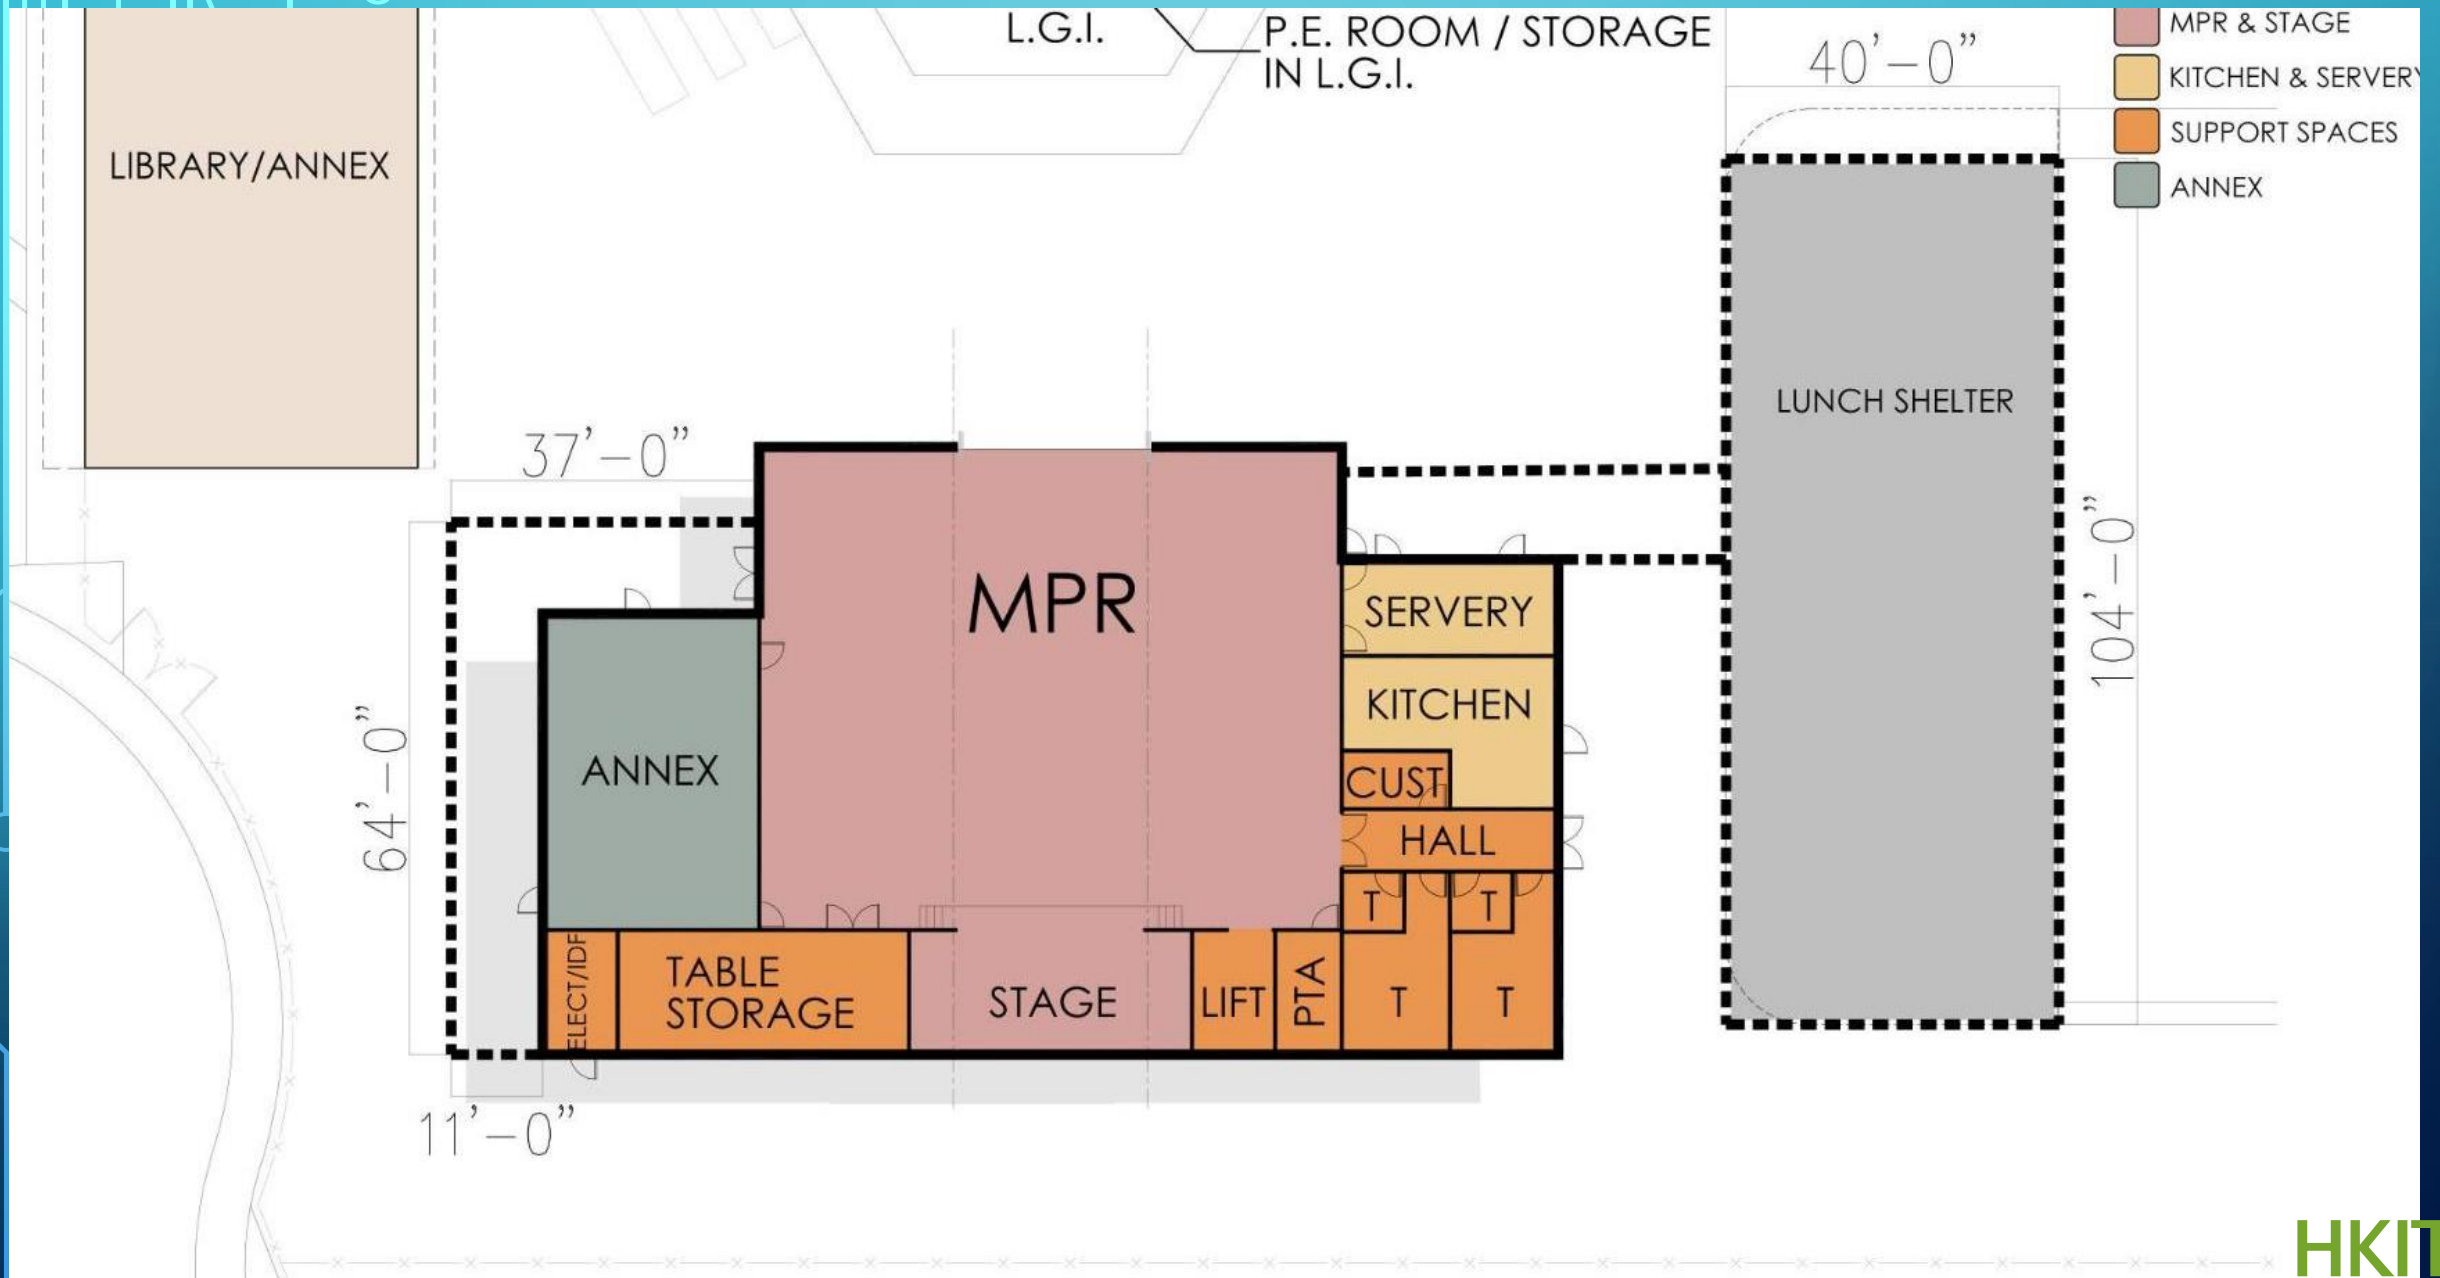 L.G.I.
P.E. ROOM / STORAGE
IN L.G.I.
40'-0"
MPR & STAGE
KITCHEN & SERVERY
SUPPORT SPACES
ANNEX
LIBRARY/ANNEX
LUNCH SHELTER
37'-0"
104'-0"
MPR
SERVERY
KITCHEN
64'-0"
ANNEX
CUST
HALL
T
T
ELECT/IDF
TABLE
STORAGE
STAGE
LIFT
PTA
T
T
11'-0"
HKIT